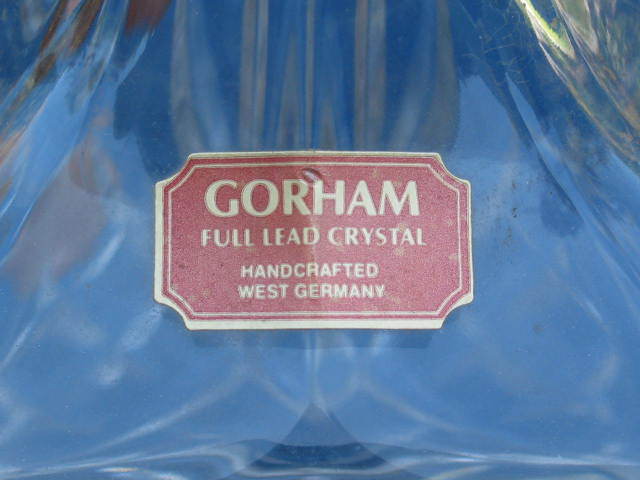 GORHAM
FULL LEAD CRYSTAL
HANDCRAFTED
WEST GERMANY